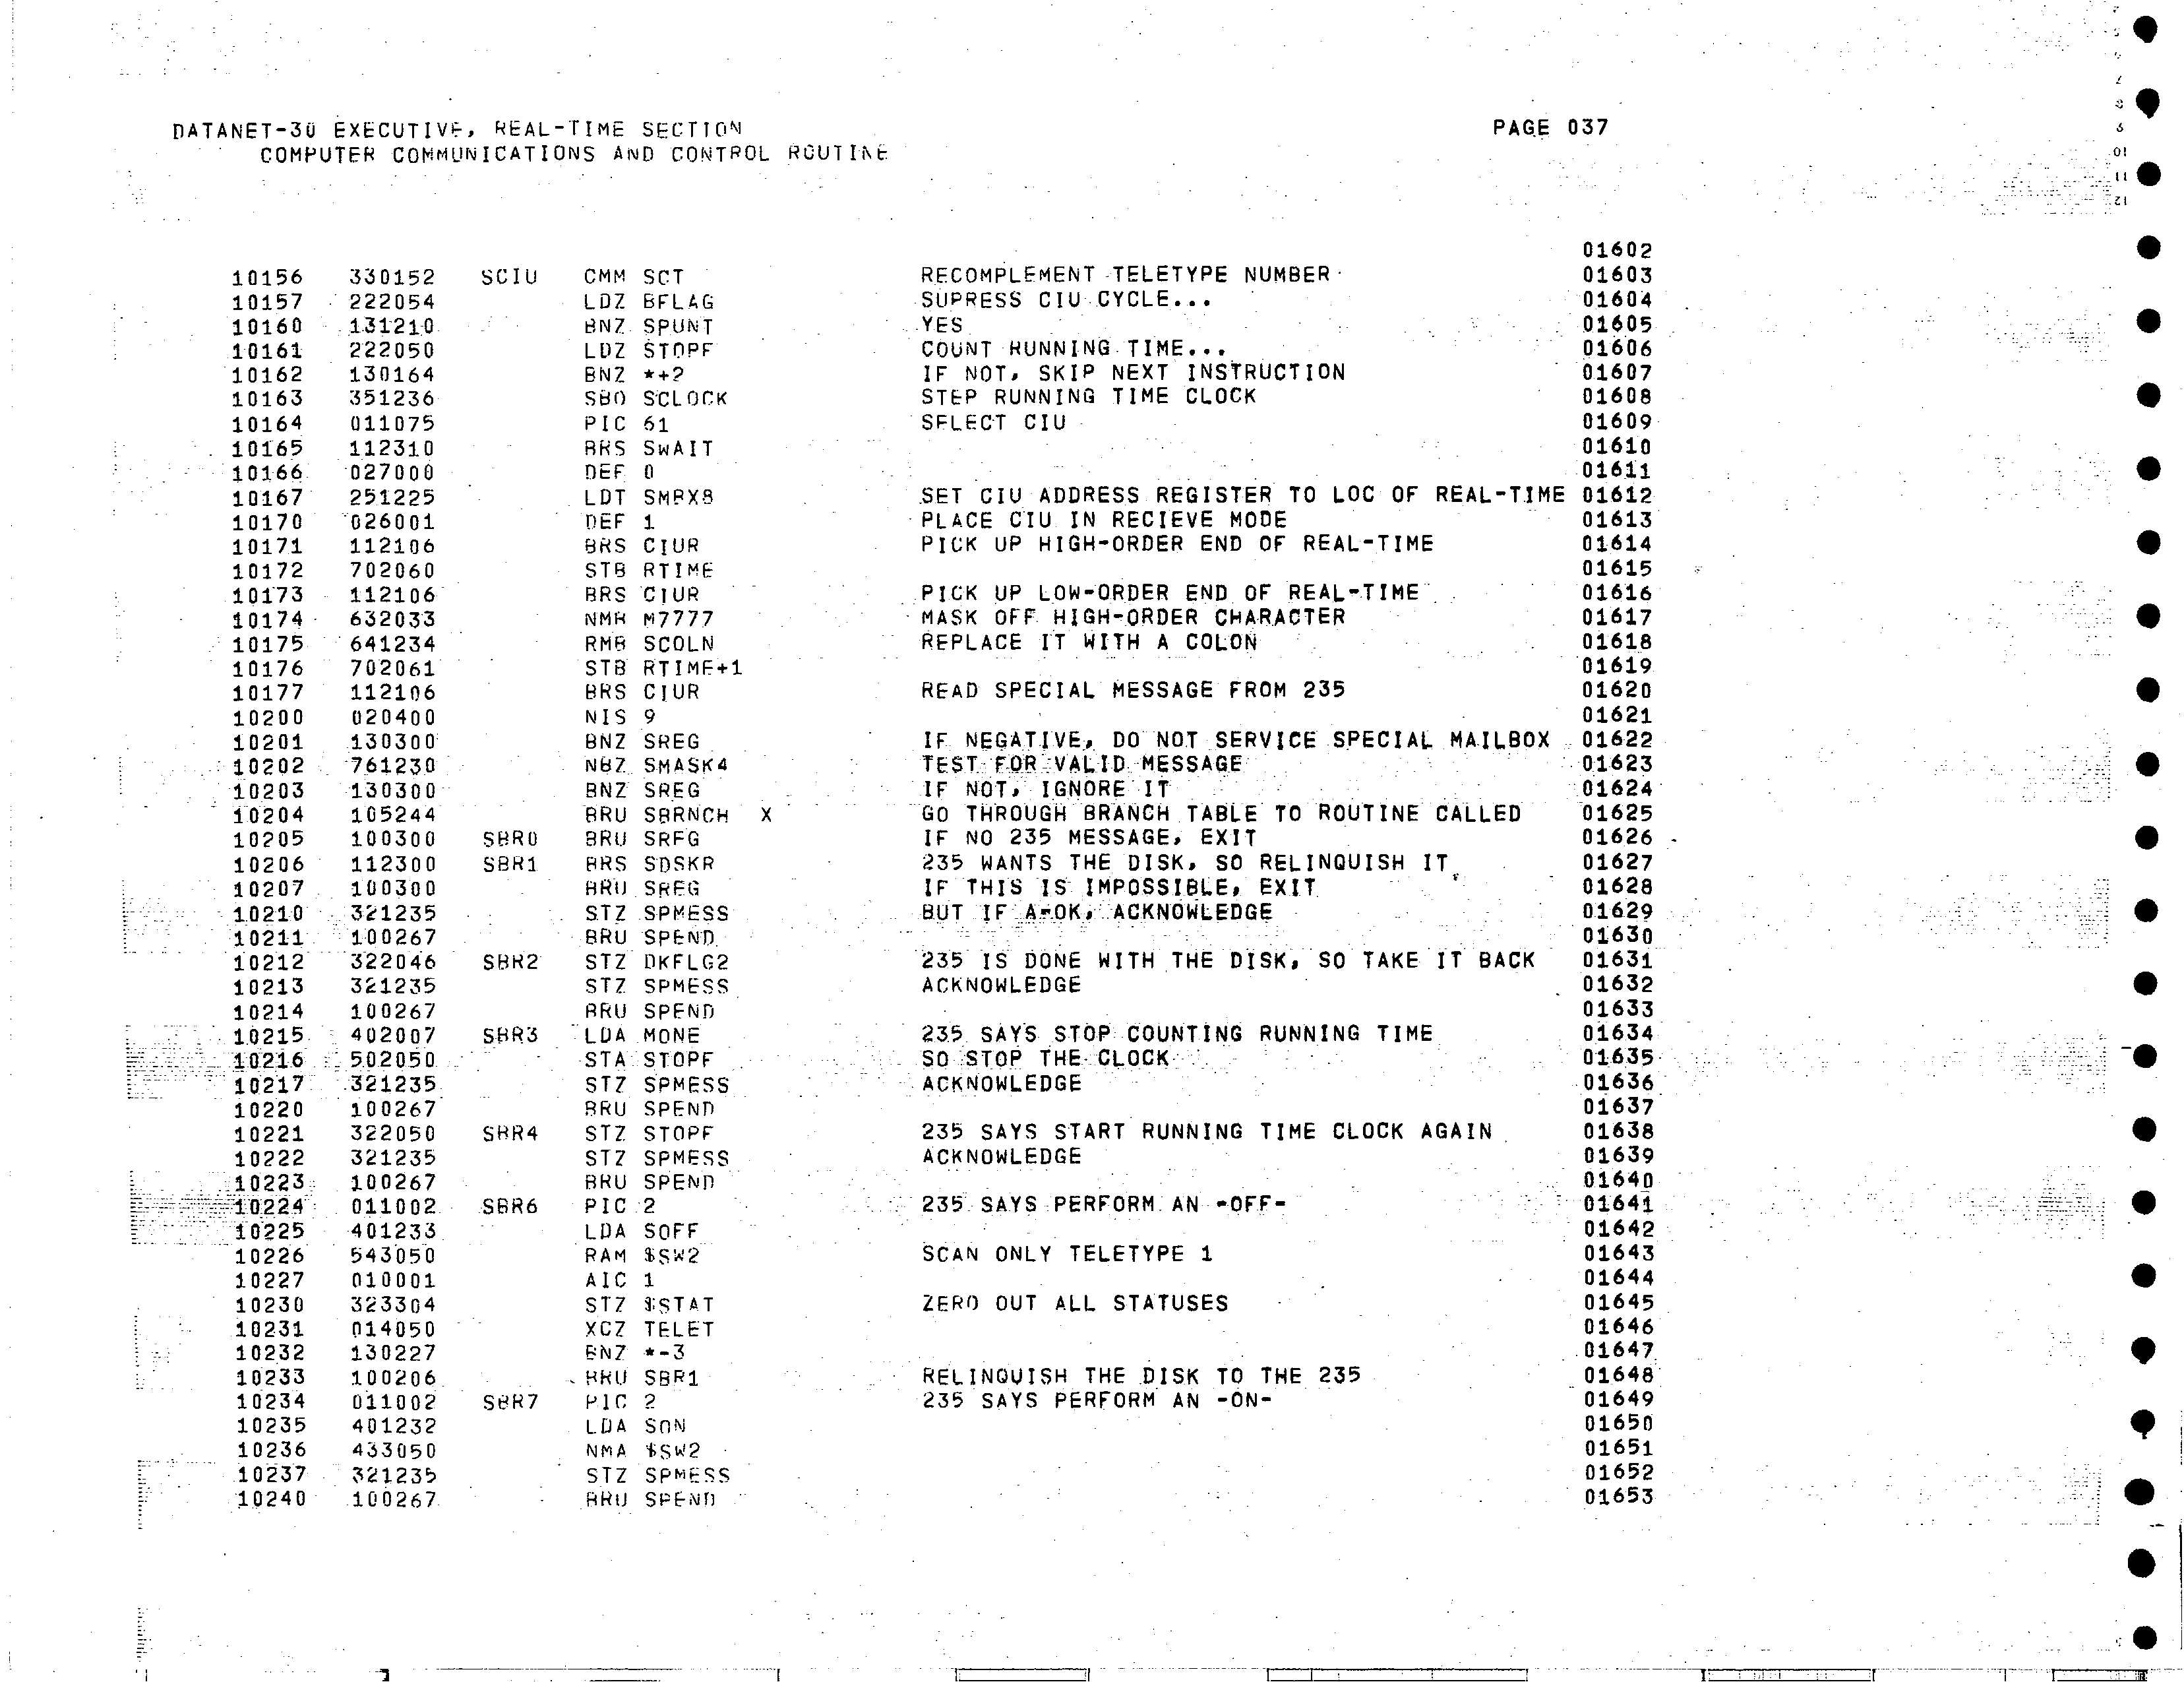 DATANET-30 EXECUTIVE, REAL-TIME SECTION PAGE 037
COMPUTER COMMUNICATIONS AND CONTROL ROUTINE
01602
10156 330152 SCIU CMM SCT RECOMPLEMENT TELETYPE NUMBER 01603
10157 222054 LDZ BFLAG SUPRESS CIU CYCLE... 01604
10160 131210 BNZ SPUNT YES 01605
10161 222050 LDZ STOPF COUNT RUNNING TIME... 01606
10162 130164 BNZ *+2 IF NOT, SKIP NEXT INSTRUCTION 01607
10163 351236 SBO SCLOCK STEP RUNNING TIME CLOCK 01608
10164 011075 PIC 61 SELECT CIU 01609
10165 112310 BRS SWAIT 01610
10166 027000 DEF 0 01611
10167 251225 LDT SMBX8 SET CIU ADDRESS REGISTER TO LOC OF REAL-TIME 01612
10170 026001 DEF 1 PLACE CIU IN RECIEVE MODE 01613
10171 112106 BRS CIUR PICK UP HIGH-ORDER END OF REAL-TIME 01614
10172 702060 STB RTIME 01615
10173 112106 BRS CIUR PICK UP LOW-ORDER END OF REAL-TIME 01616
10174 632033 NMB M7777 MASK OFF HIGH-ORDER CHARACTER 01617
10175 641234 RMB SCOLN REPLACE IT WITH A COLON 01618
10176 702061 STB RTIME+1 01619
10177 112106 BRS CIUR READ SPECIAL MESSAGE FROM 235 01620
10200 020400 NIS 9 01621
10201 130300 BNZ SREG IF NEGATIVE, DO NOT SERVICE SPECIAL MAILBOX 01622
10202 761230 NBZ SMASK4 TEST FOR VALID MESSAGE 01623
10203 130300 BNZ SREG IF NOT, IGNORE IT 01624
10204 105244 BRU SBRNCH X GO THROUGH BRANCH TABLE TO ROUTINE CALLED 01625
10205 100300 SBR0 BRU SREG IF NO 235 MESSAGE, EXIT 01626
10206 112300 SBR1 BRS SDSKR 235 WANTS THE DISK, SO RELINQUISH IT, 01627
10207 100300 BRU SREG IF THIS IS IMPOSSIBLE, EXIT 01628
10210 321235 STZ SPMESS BUT IF A-OK, ACKNOWLEDGE 01629
10211 100267 BRU SPEND 01630
10212 322046 SBR2 STZ DKFLG2 235 IS DONE WITH THE DISK, SO TAKE IT BACK 01631
10213 321235 STZ SPMESS ACKNOWLEDGE 01632
10214 100267 BRU SPEND 01633
10215 402007 SBR3 LDA MONE 235 SAYS STOP COUNTING RUNNING TIME 01634
10216 502050 STA STOPF SO STOP THE CLOCK 01635
10217 321235 STZ SPMESS ACKNOWLEDGE 01636
10220 100267 BRU SPEND 01637
10221 322050 SBR4 STZ STOPF 235 SAYS START RUNNING TIME CLOCK AGAIN 01638
10222 321235 STZ SPMESS ACKNOWLEDGE 01639
10223 100267 BRU SPEND 01640
10224 011002 SBR6 PIC 2 235 SAYS PERFORM AN -OFF- 01641
10225 401233 LDA SOFF 01642
10226 543050 RAM $SW2 SCAN ONLY TELETYPE 1 01643
10227 010001 AIC 1 01644
10230 323304 STZ $STAT ZERO OUT ALL STATUSES 01645
10231 014050 XCZ TELET 01646
10232 130227 BNZ *-3 01647
10233 100206 BRU SBR1 RELINQUISH THE DISK TO THE 235 01648
10234 011002 SBR7 PIC 2 235 SAYS PERFORM AN -ON- 01649
10235 401232 LDA SON 01650
10236 433050 NMA $SW2 01651
10237 321235 STZ SPMESS 01652
10240 100267 BRU SPEND 01653